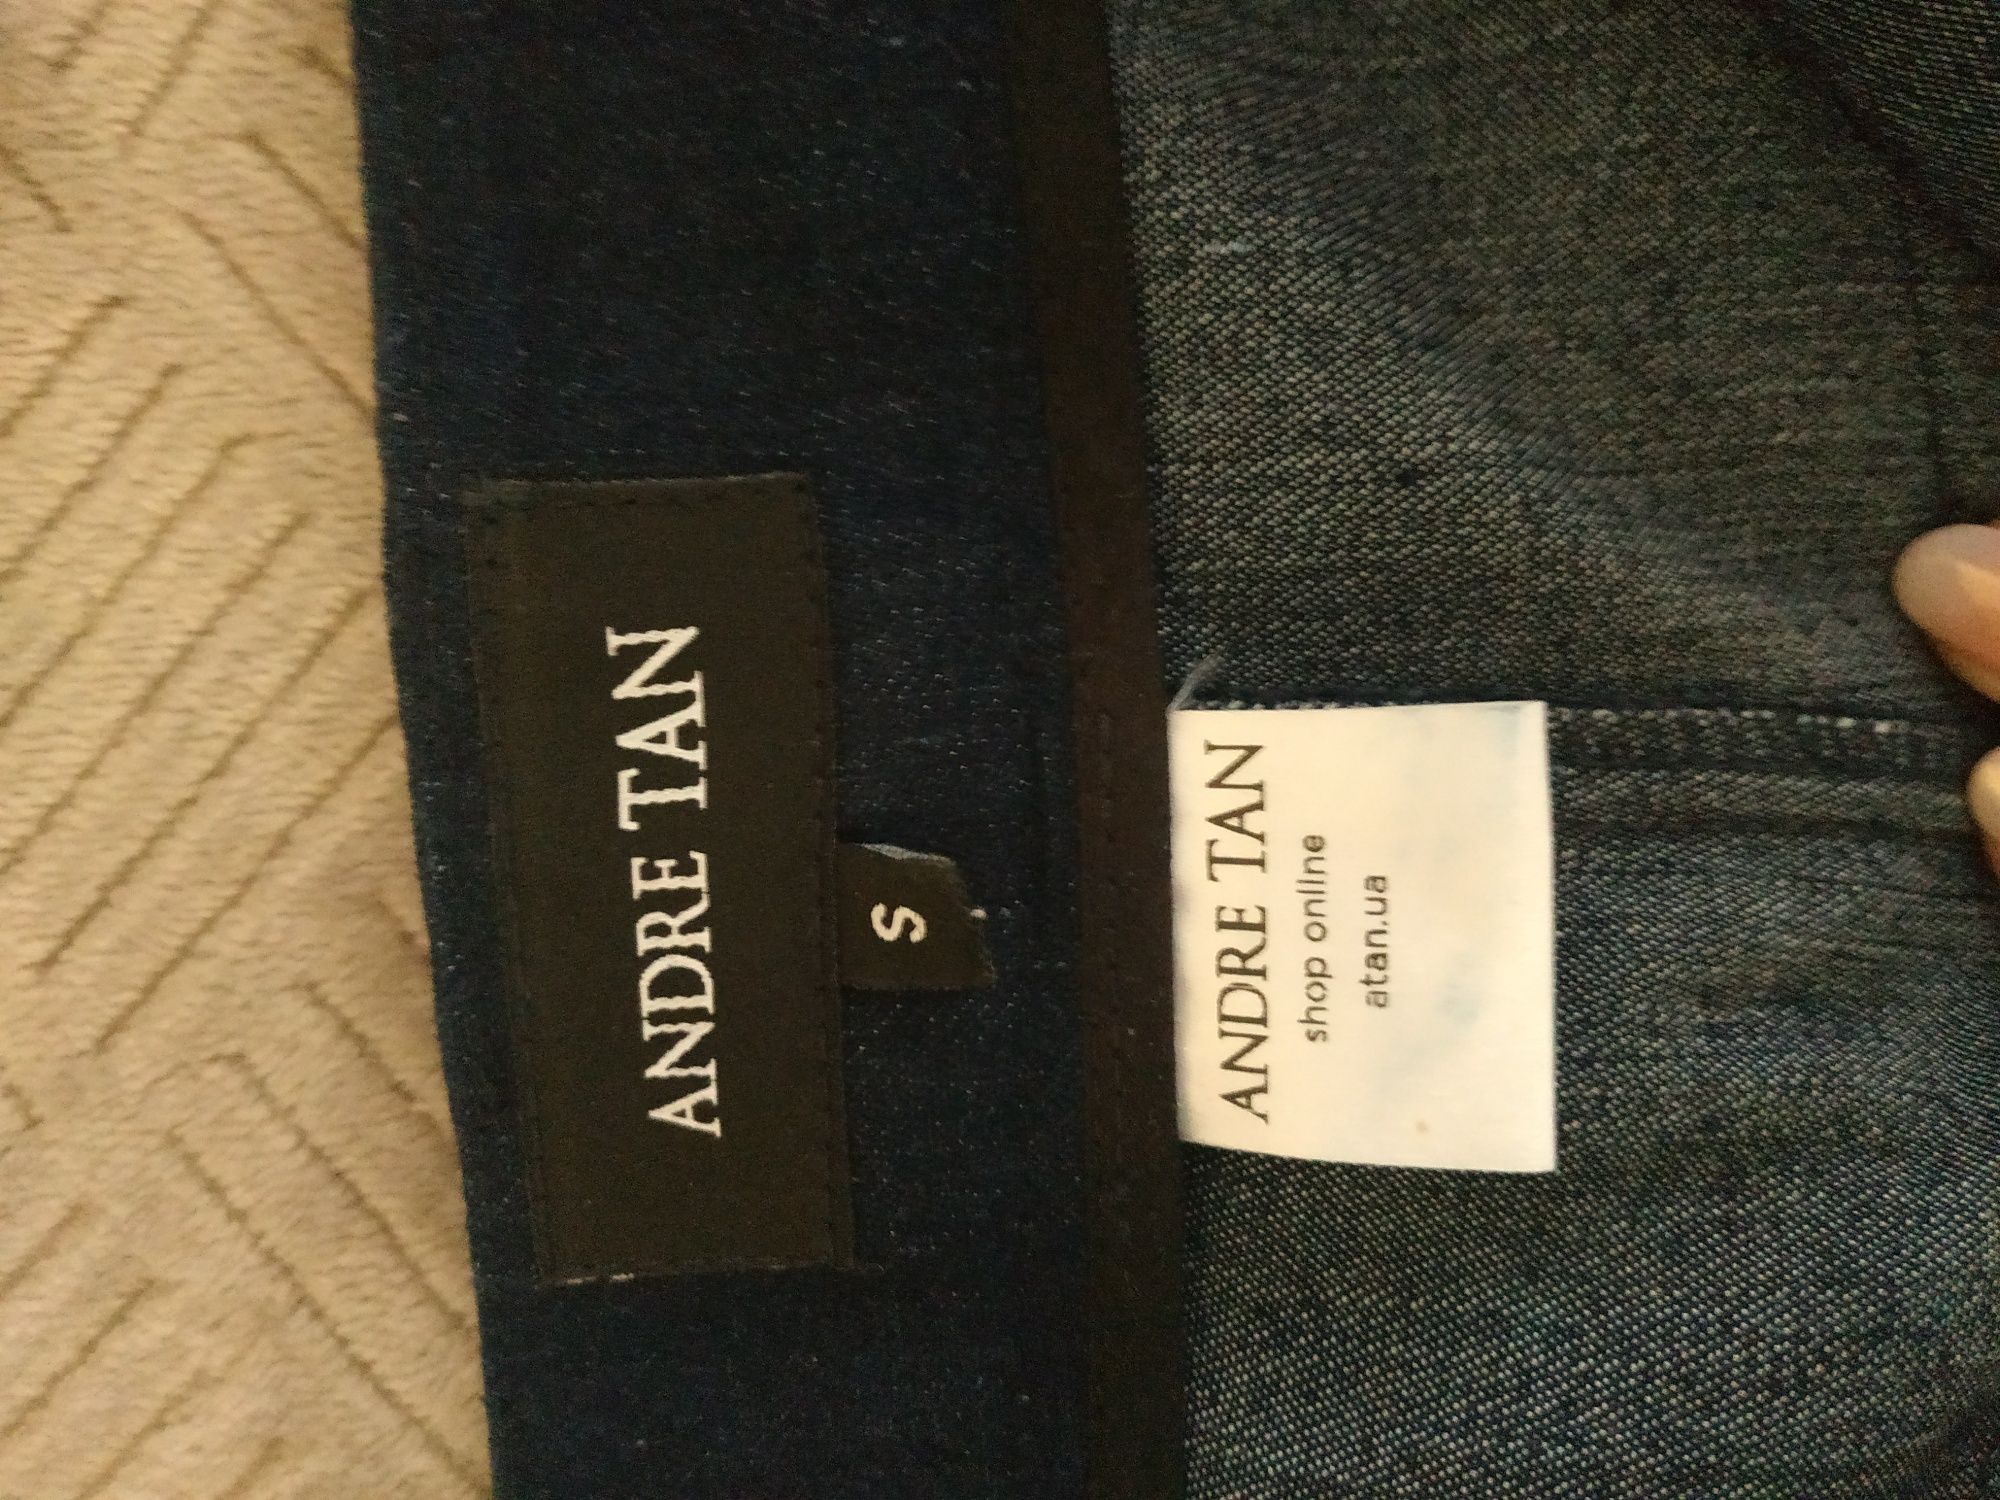 ANDRE TAN
S
ANDRE TAN
shop online
atan.ua